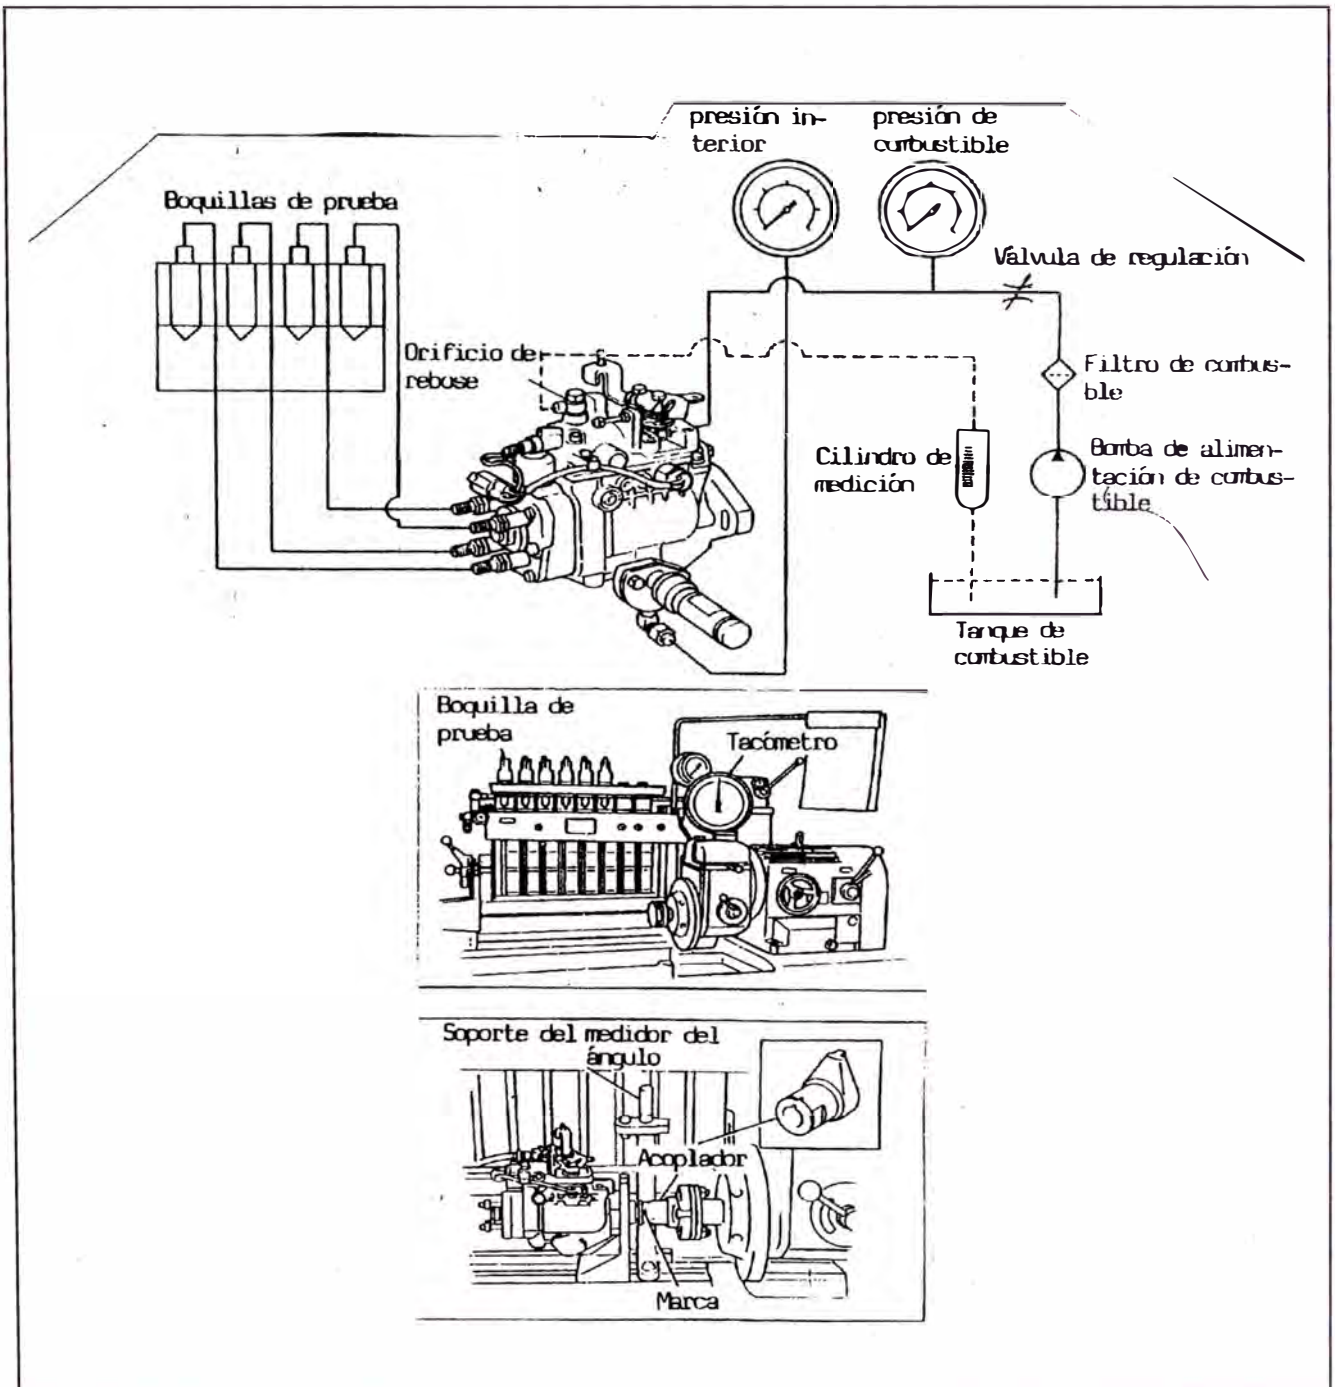 presión in-
terior
presión de
combustible
Boquillas de prueba
Válvula de regulación
Orificio de
rebose
Filtro de combus-
ble
Cilindro de
medición
Bomba de alimen-
tación de combus-
tible
Tanque de
combustible
Boquilla de
prueba
Tacómetro
Soporte del medidor del
ángulo
Acoplador
Marca